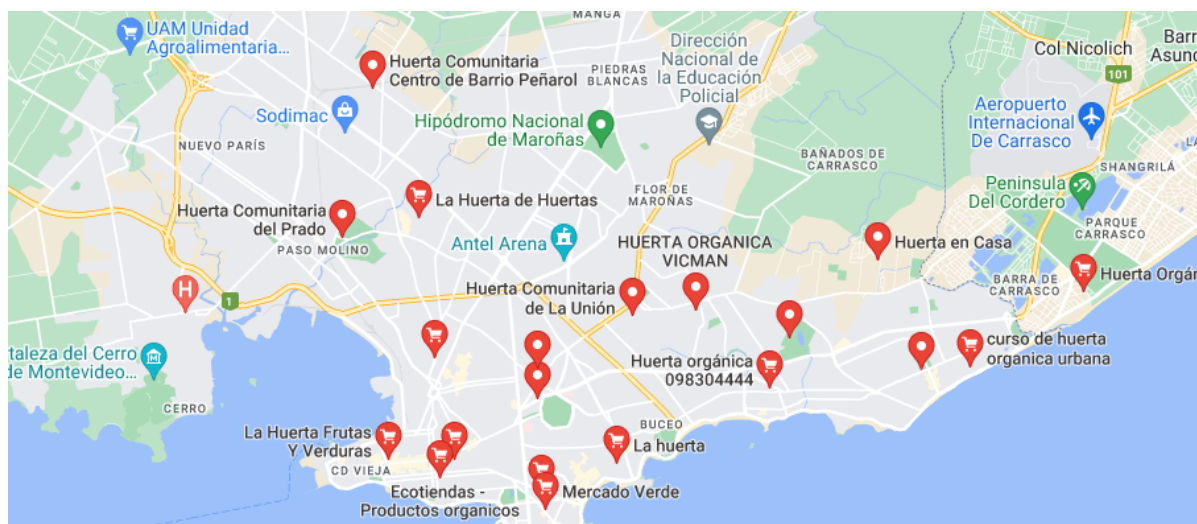 MANGA
UAM Unidad
Agroalimentaria...
Huerta Comunitaria
Centro de Barrio Peñarol
PIEDRAS
BLANCAS
Dirección
Nacional de
la Educación
Policial
Col Nicolich
Barr
Asunc
101
Sodimac
Hipódromo Nacional
de Maroñas
Aeropuerto
Internacional
De Carrasco
NUEVO PARÍS
BAÑADOS DE
CARRASCO
SHANGRILÁ
LA
FLOR DE
MAROÑAS
Peninsula
Del Cordero
La Huerta de Huertas
Huerta Comunitaria
del Prado
PASO MOLINO
PARQUE
CARRASCO
Antel Arena
HUERTA ORGANICA
VICMAN
Huerta en Casa
H
1
Huerta Comunitaria
de La Unión
BARRA DE
CARRASCO
Huerta Orgán
rtaleza del Cerro
de Montevideo...
CERRO
Huerta orgánica
098304444
curso de huerta
organica urbana
La Huerta Frutas
Y Verduras
CD VIEJA
BUCEO
La huerta
Ecotiendas -
Productos organicos
Mercado Verde